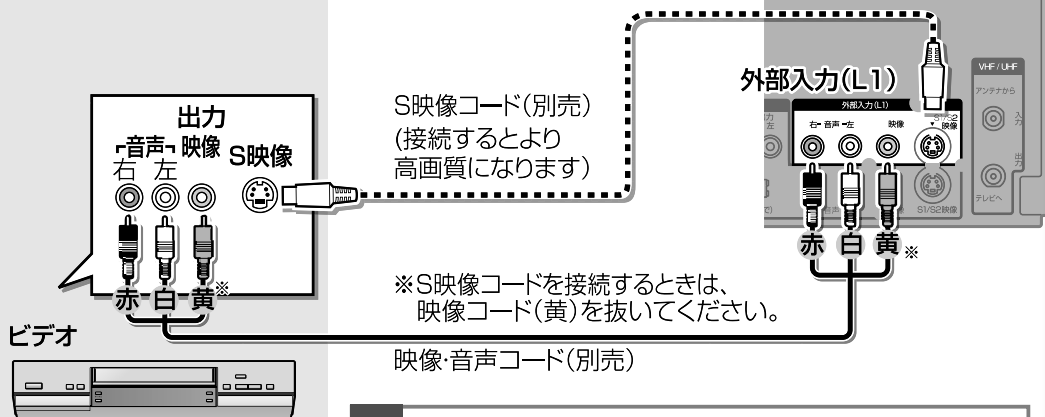 出力
音声 映像 S映像
右 左
赤 白 黄※
ビデオ
S映像コード（別売）
（接続するとより
高画質になります）
※S映像コードを接続するときは、
映像コード（黄）を抜いてください。
映像・音声コード（別売）
外部入力（L1）
外部入力（L1）
右－音声－左 映像 S1/S2
映像
S1/S2映像
赤 白 黄※
VHF / UHF
アンテナから
入力
出力
テレビへ